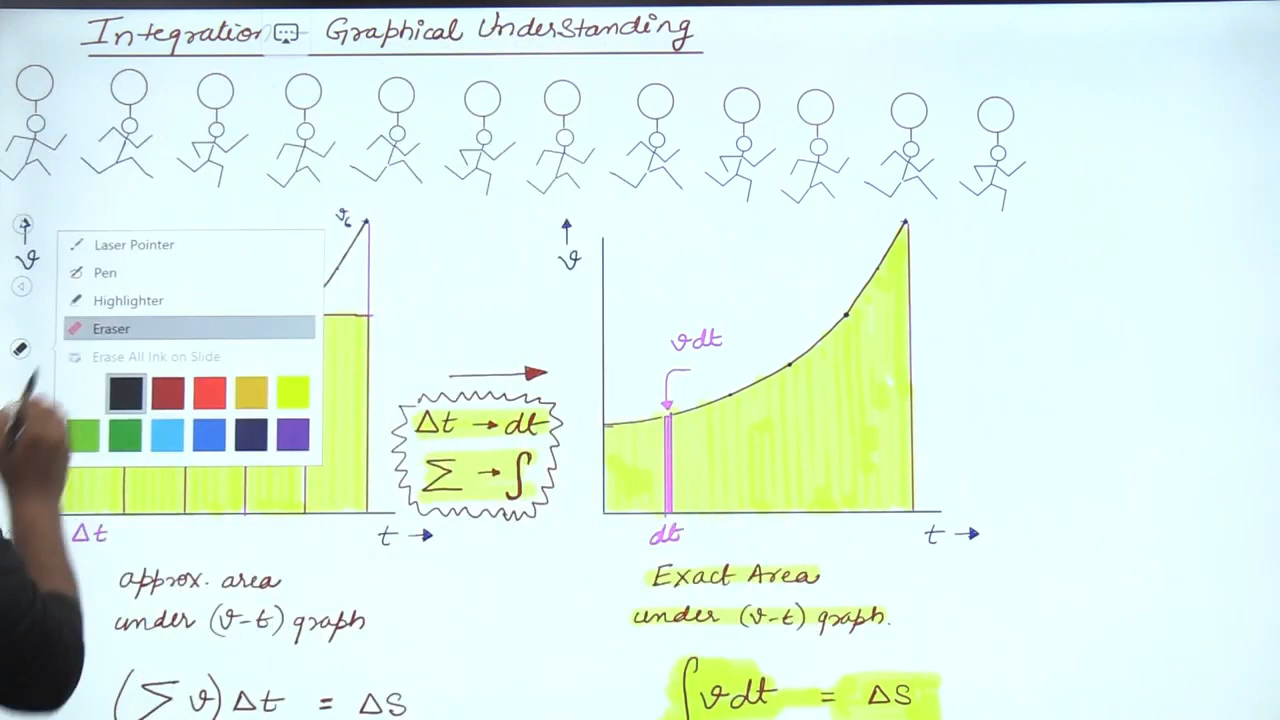 Integration - Graphical Understanding
Laser Pointer
Pen
Highlighter
Eraser
Erase All Ink on Slide
ϑ
ϑ₆
ϑ
ϑdt
Δt → dt
Σ → ∫
Δt
t →
dt
t →
approx. area
under (ϑ-t) graph
(Σ ϑ) Δt = ΔS
Exact Area
under (ϑ-t) graph.
∫ϑdt = ΔS